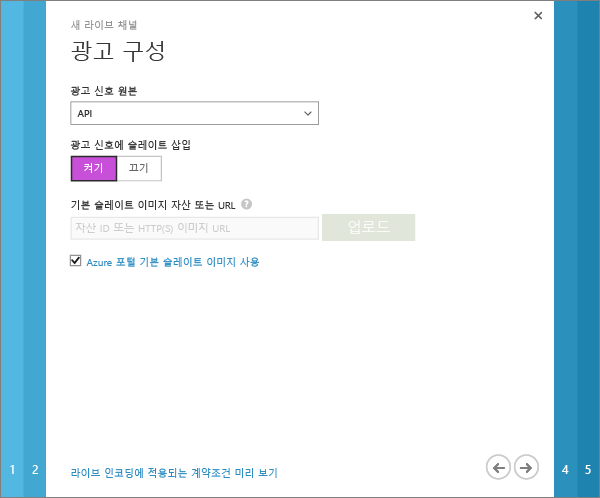 새 라이브 채널
광고 구성
광고 신호 원본
API
광고 신호에 슬레이트 삽입
켜기 끄기
기본 슬레이트 이미지 자산 또는 URL ?
자산 ID 또는 HTTP(S) 이미지 URL 업로드
Azure 포털 기본 슬레이트 이미지 사용
1 2 4 5
라이브 인코딩에 적용되는 계약조건 미리 보기